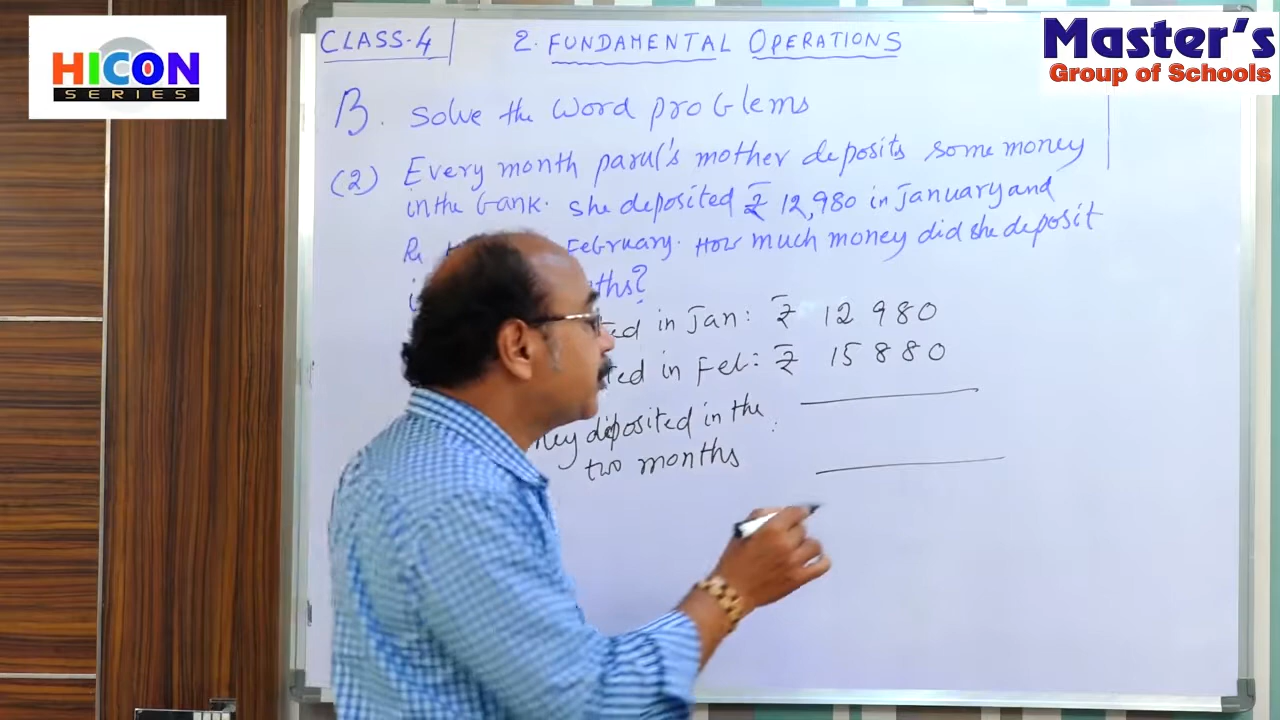 HICON
SERIES
Master's
Group of Schools
CLASS-4
2. FUNDAMENTAL OPERATIONS
B. Solve the word problems
(2) Every month parul's mother deposits some money
in the bank. She deposited ₹ 12,980 in January and
February. How much money did she deposit
in Jan: ₹ 12 980
in Feb: ₹ 15 880
deposited in the :
two months